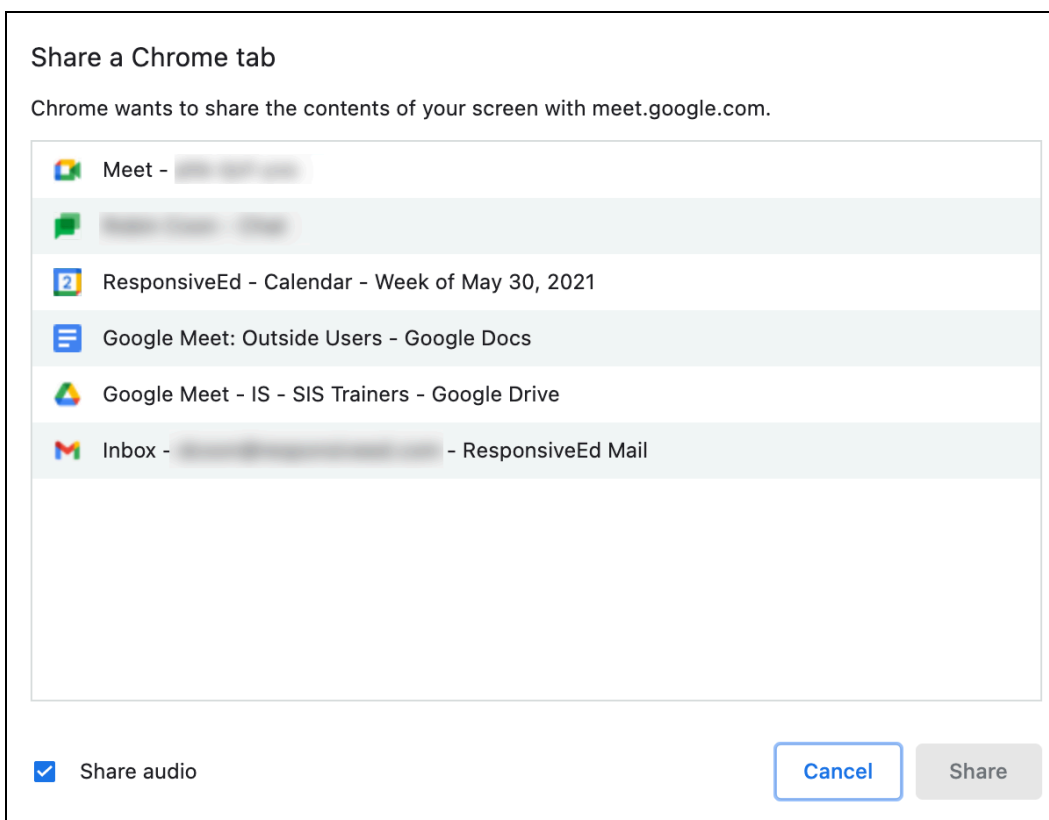 Share a Chrome tab
Chrome wants to share the contents of your screen with meet.google.com.
Meet -
ResponsiveEd - Calendar - Week of May 30, 2021
Google Meet: Outside Users - Google Docs
Google Meet - IS - SIS Trainers - Google Drive
Inbox - - ResponsiveEd Mail
Share audio
Cancel
Share